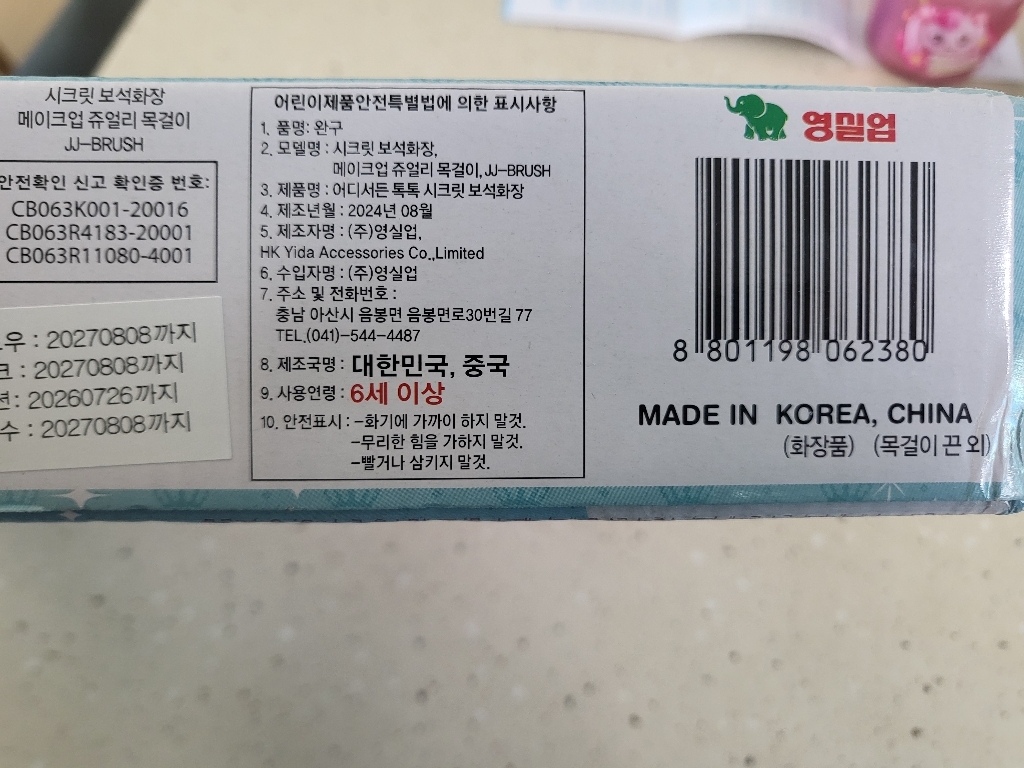 시크릿 보석화장
메이크업 쥬얼리 목걸이
JJ-BRUSH
안전확인 신고 확인증 번호:
CB063K001-20016
CB063R4183-20001
CB063R11080-4001
: 20270808까지
: 20270808까지
: 20260726까지
: 20270808까지
어린이제품안전특별법에 의한 표시사항
1. 품명: 완구
2. 모델명 : 시크릿 보석화장,
메이크업 쥬얼리 목걸이, JJ-BRUSH
3. 제품명 : 어디서든 톡톡 시크릿 보석화장
4. 제조년월 : 2024년 08월
5. 제조자명 : (주)영실업,
HK Yida Accessories Co.,Limited
6. 수입자명 : (주)영실업
7. 주소 및 전화번호 :
충남 아산시 음봉면 음봉면로30번길 77
TEL.(041)-544-4487
8. 제조국명 : 대한민국, 중국
9. 사용연령 : 6세 이상
10. 안전표시 : -화기에 가까이 하지 말것.
-무리한 힘을 가하지 말것.
-빨거나 삼키지 말것.
영실업
8 801198 062380
MADE IN KOREA, CHINA
(화장품) (목걸이 끈 외)